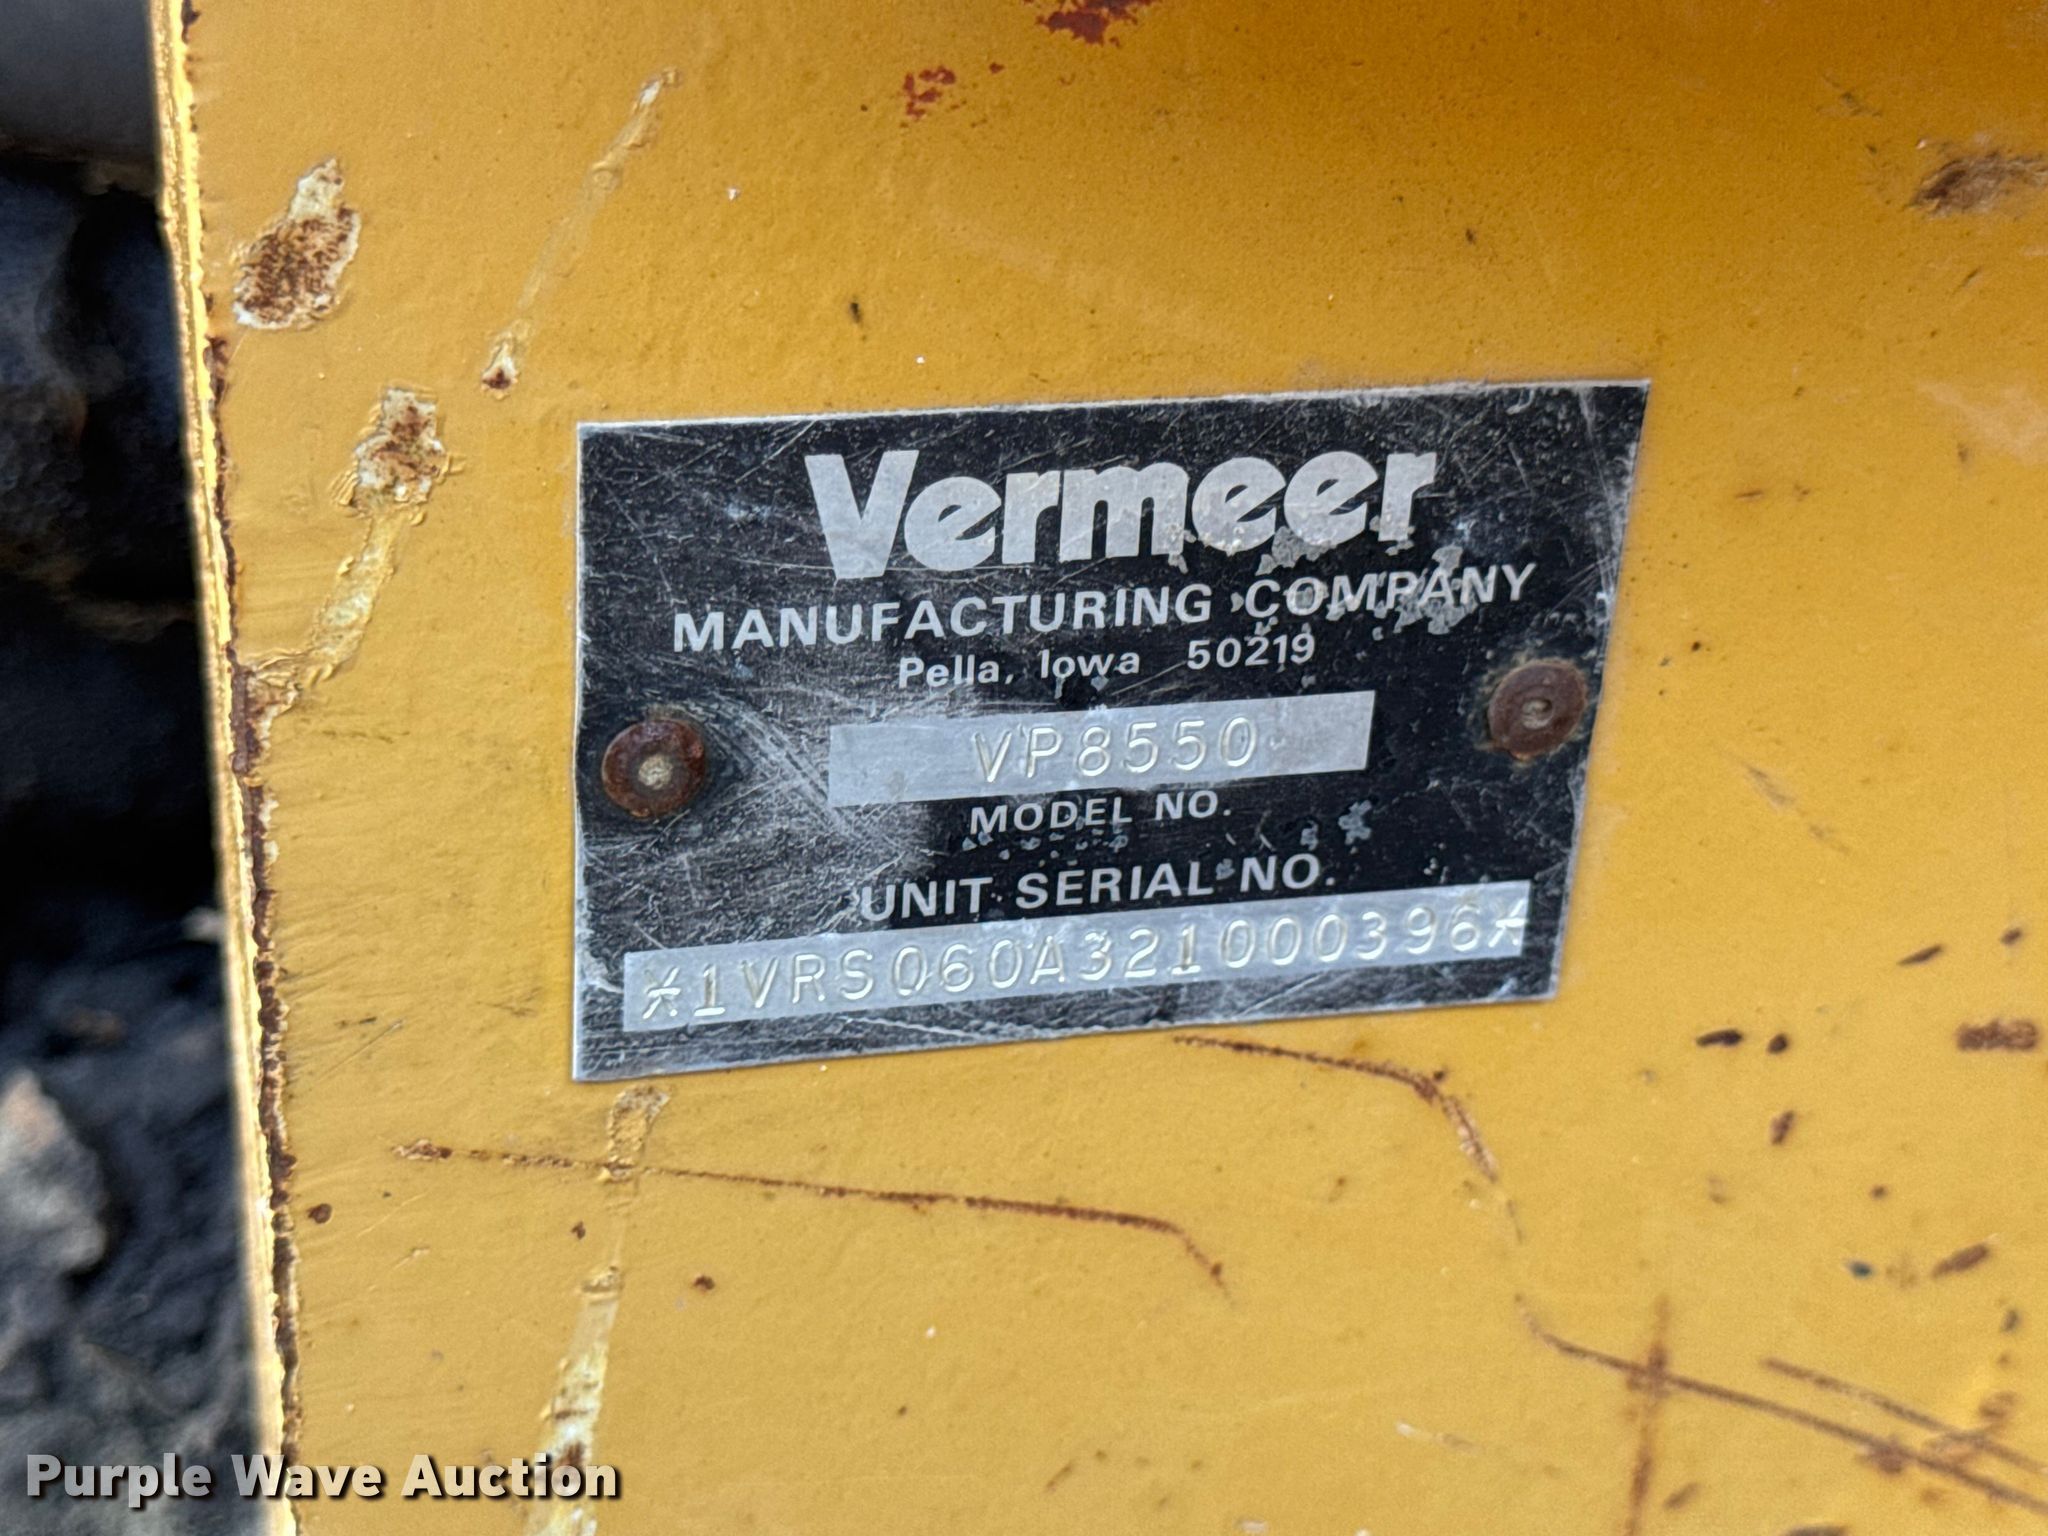 Vermeer
MANUFACTURING COMPANY
Pella, Iowa 50219
VP8550
MODEL NO.
UNIT SERIAL NO.
*1VRS060A321000396*
Purple Wave Auction